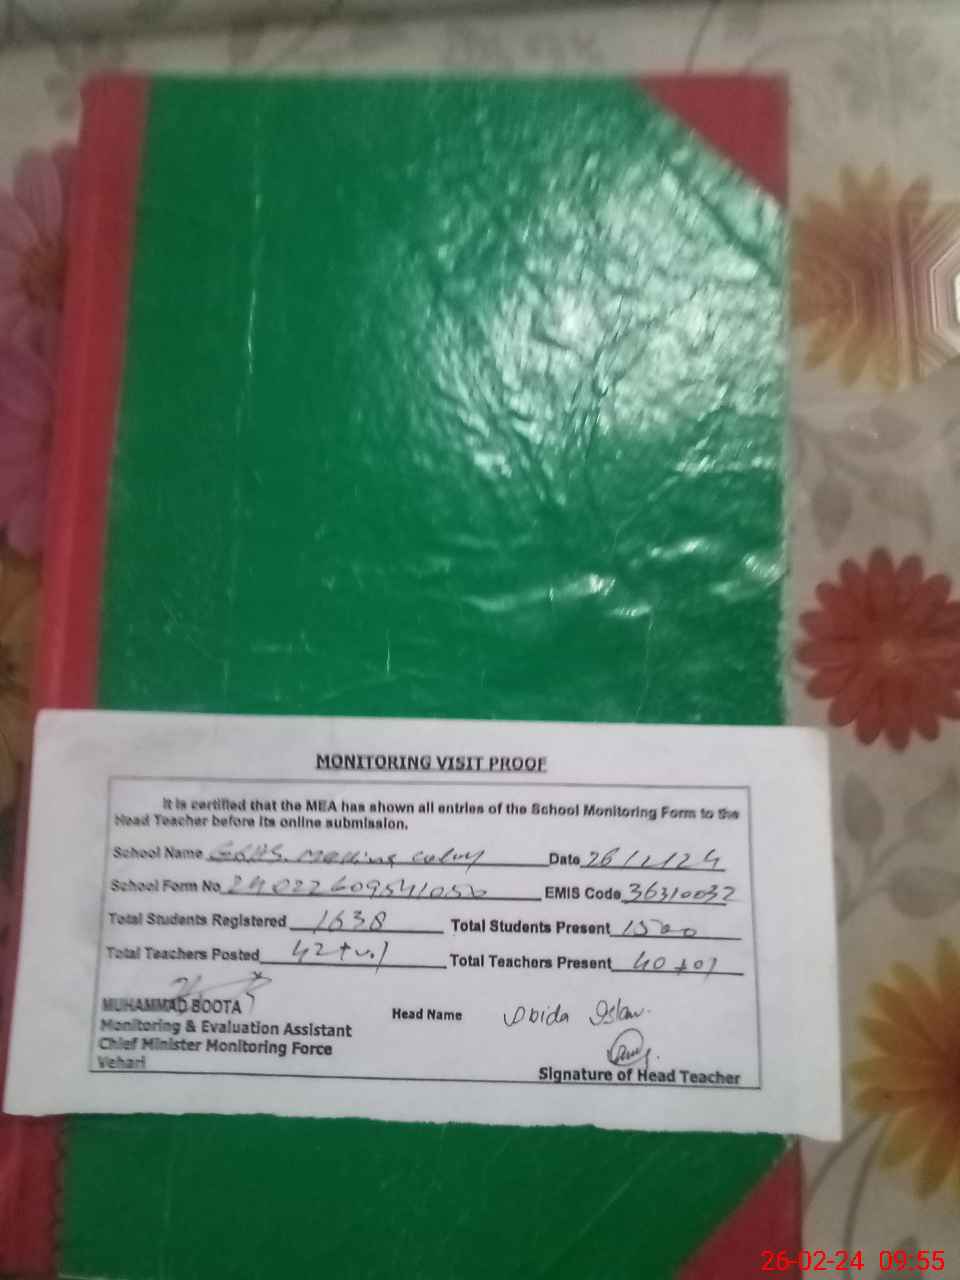 MONITORING VISIT PROOF
It is certified that the MEA has shown all entries of the School Monitoring Form to the
Head Teacher before its online submission.
School Name GGHS. Colony Date 26/2/24
School Form No EMIS Code 36310032
Total Students Registered 1638 Total Students Present 1500
Total Teachers Posted 42+ Total Teachers Present 40+01
MUHAMMAD BOOTA
Monitoring & Evaluation Assistant Head Name
Chief Minister Monitoring Force
Vehari
Signature of Head Teacher
26-02-24 09:55